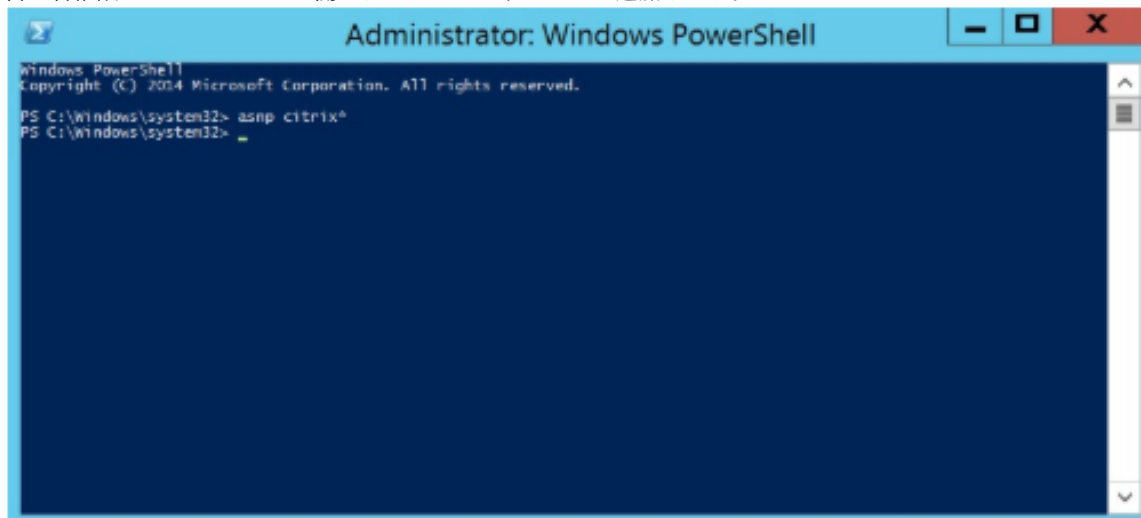 Administrator: Windows PowerShell
Windows PowerShell
Copyright (C) 2014 Microsoft Corporation. All rights reserved.
PS C:\Windows\system32> asnp citrix*
PS C:\Windows\system32> _